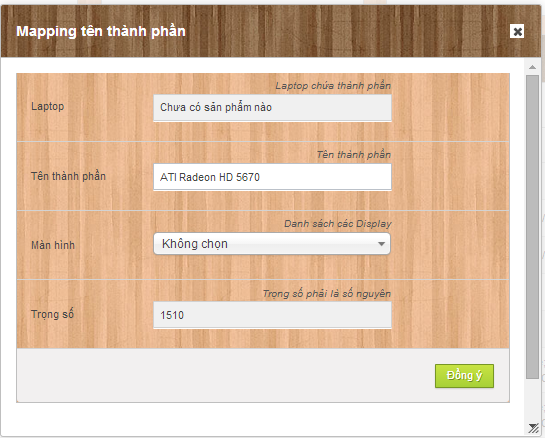 Mapping tên thành phần
Laptop chứa thành phần
Laptop
Chưa có sản phẩm nào
Tên thành phần
Tên thành phần
ATI Radeon HD 5670
Danh sách các Display
Màn hình
Không chọn
Trọng số phải là số nguyên
Trọng số
1510
Đồng ý